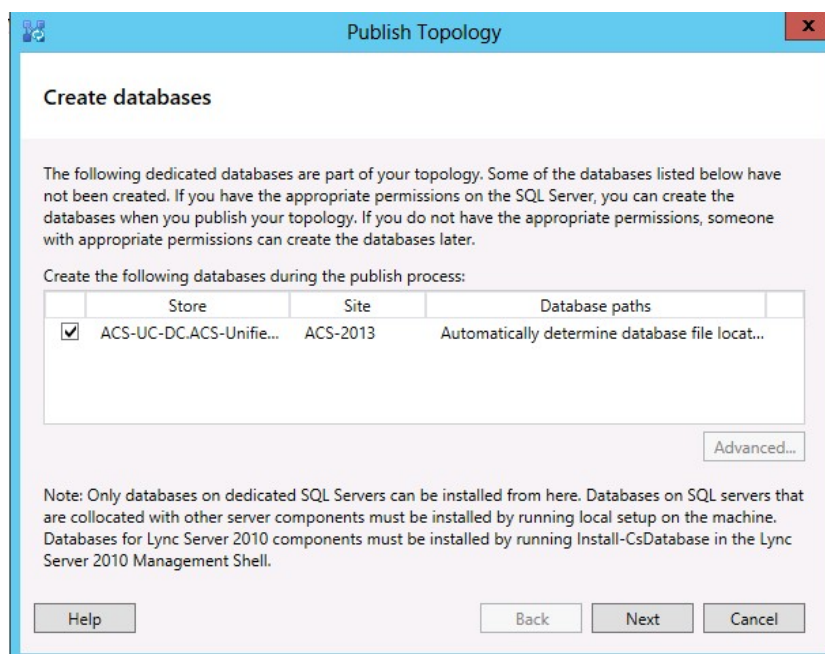 Publish Topology
x
Create databases
The following dedicated databases are part of your topology. Some of the databases listed below have
not been created. If you have the appropriate permissions on the SQL Server, you can create the
databases when you publish your topology. If you do not have the appropriate permissions, someone
with appropriate permissions can create the databases later.
Create the following databases during the publish process:
Store Site Database paths
ACS-UC-DC.ACS-Unifie... ACS-2013 Automatically determine database file locat...
Advanced...
Note: Only databases on dedicated SQL Servers can be installed from here. Databases on SQL servers that
are collocated with other server components must be installed by running local setup on the machine.
Databases for Lync Server 2010 components must be installed by running Install-CsDatabase in the Lync
Server 2010 Management Shell.
Help Back Next Cancel